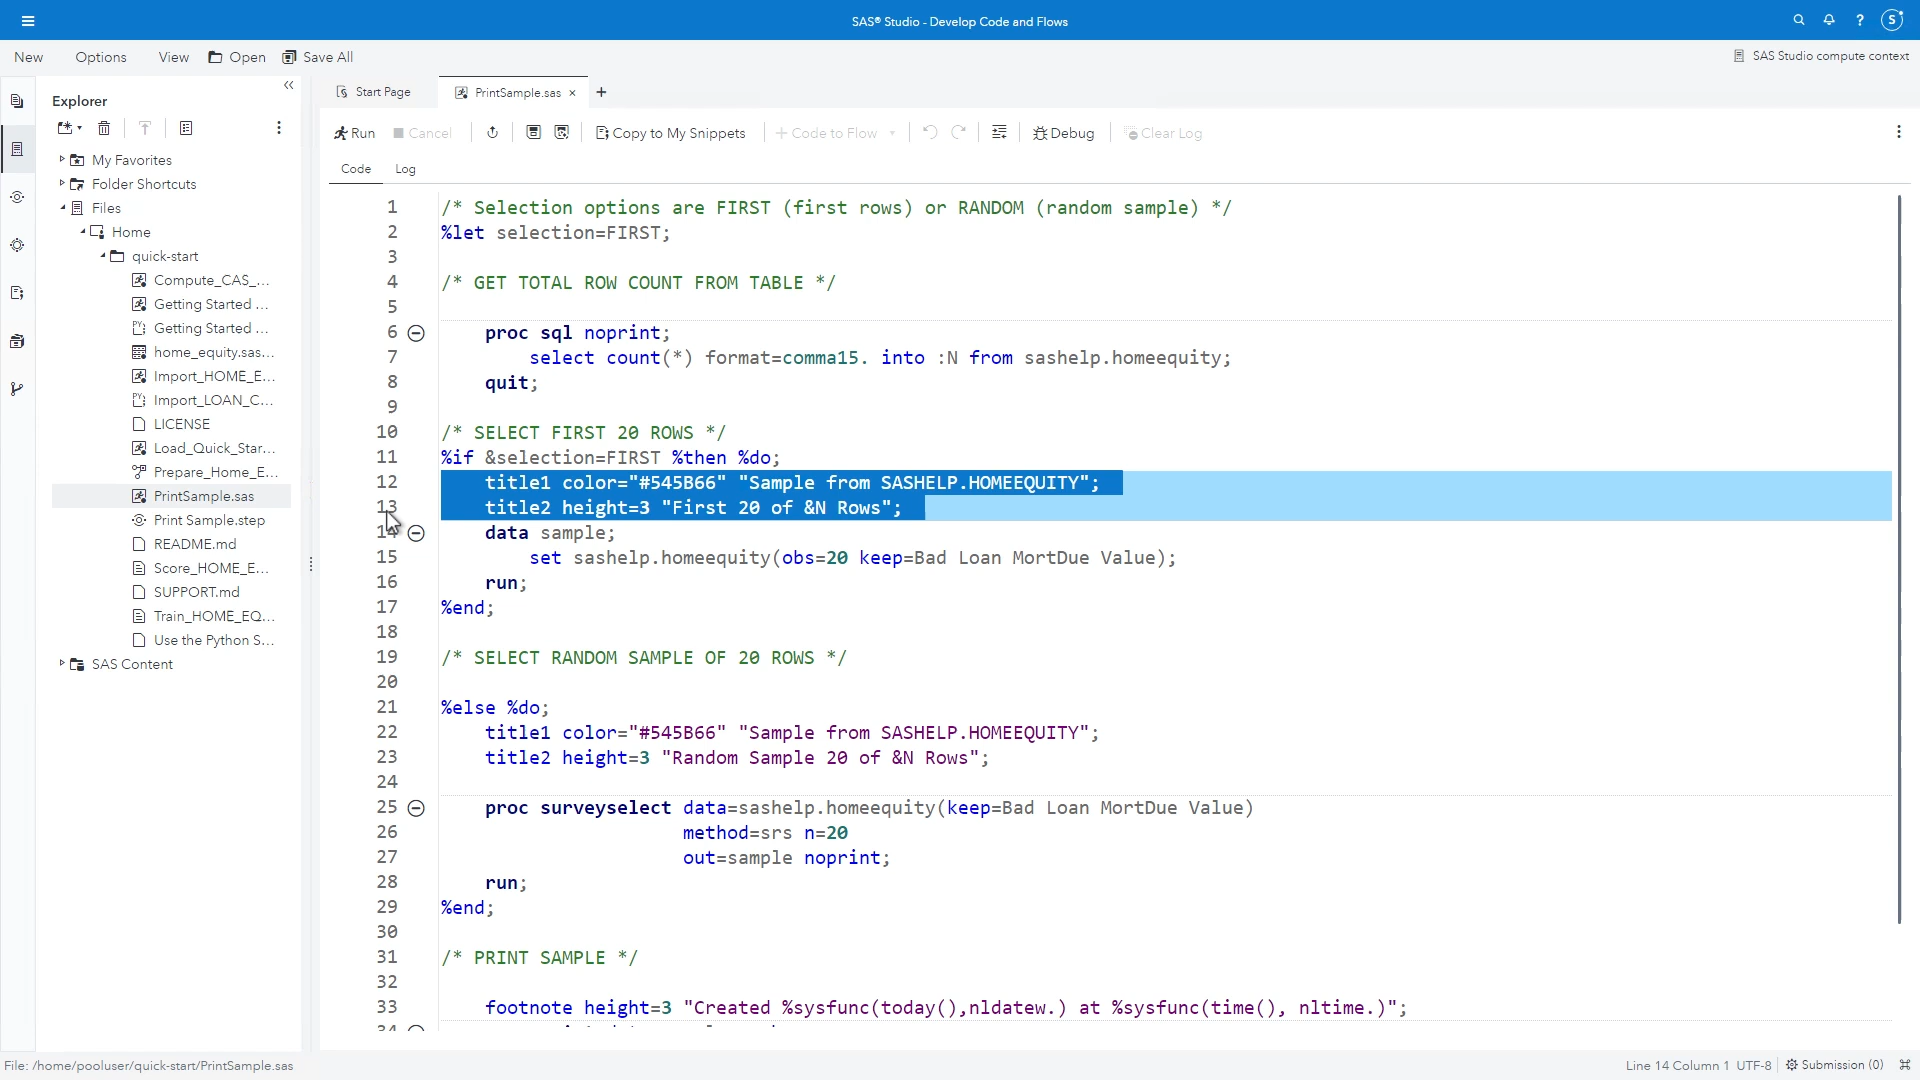 SAS® Studio - Develop Code and Flows
S
New Options View Open Save All
SAS Studio compute context
Explorer
My Favorites
Folder Shortcuts
Files
Home
quick-start
Compute_CAS_...
Getting Started ...
Getting Started ...
home_equity.sas...
Import_HOME_E...
Import_LOAN_C...
LICENSE
Load_Quick_Star...
Prepare_Home_E...
PrintSample.sas
Print Sample.step
README.md
Score_HOME_E...
SUPPORT.md
Train_HOME_EQ...
Use the Python S...
SAS Content
Start Page PrintSample.sas
Run Cancel Copy to My Snippets Code to Flow Debug Clear Log
Code Log
1 /* Selection options are FIRST (first rows) or RANDOM (random sample) */
2 %let selection=FIRST;
3
4 /* GET TOTAL ROW COUNT FROM TABLE */
5
6 proc sql noprint;
7 select count(*) format=comma15. into :N from sashelp.homeequity;
8 quit;
9
10 /* SELECT FIRST 20 ROWS */
11 %if &selection=FIRST %then %do;
12 title1 color="#545B66" "Sample from SASHELP.HOMEEQUITY";
13 title2 height=3 "First 20 of &N Rows";
14 data sample;
15 set sashelp.homeequity(obs=20 keep=Bad Loan MortDue Value);
16 run;
17 %end;
18
19 /* SELECT RANDOM SAMPLE OF 20 ROWS */
20
21 %else %do;
22 title1 color="#545B66" "Sample from SASHELP.HOMEEQUITY";
23 title2 height=3 "Random Sample 20 of &N Rows";
24
25 proc surveyselect data=sashelp.homeequity(keep=Bad Loan MortDue Value)
26 method=srs n=20
27 out=sample noprint;
28 run;
29 %end;
30
31 /* PRINT SAMPLE */
32
33 footnote height=3 "Created %sysfunc(today(),nldatew.) at %sysfunc(time(), nltime.)";
File: /home/pooluser/quick-start/PrintSample.sas
Line 14 Column 1 UTF-8 Submission (0)